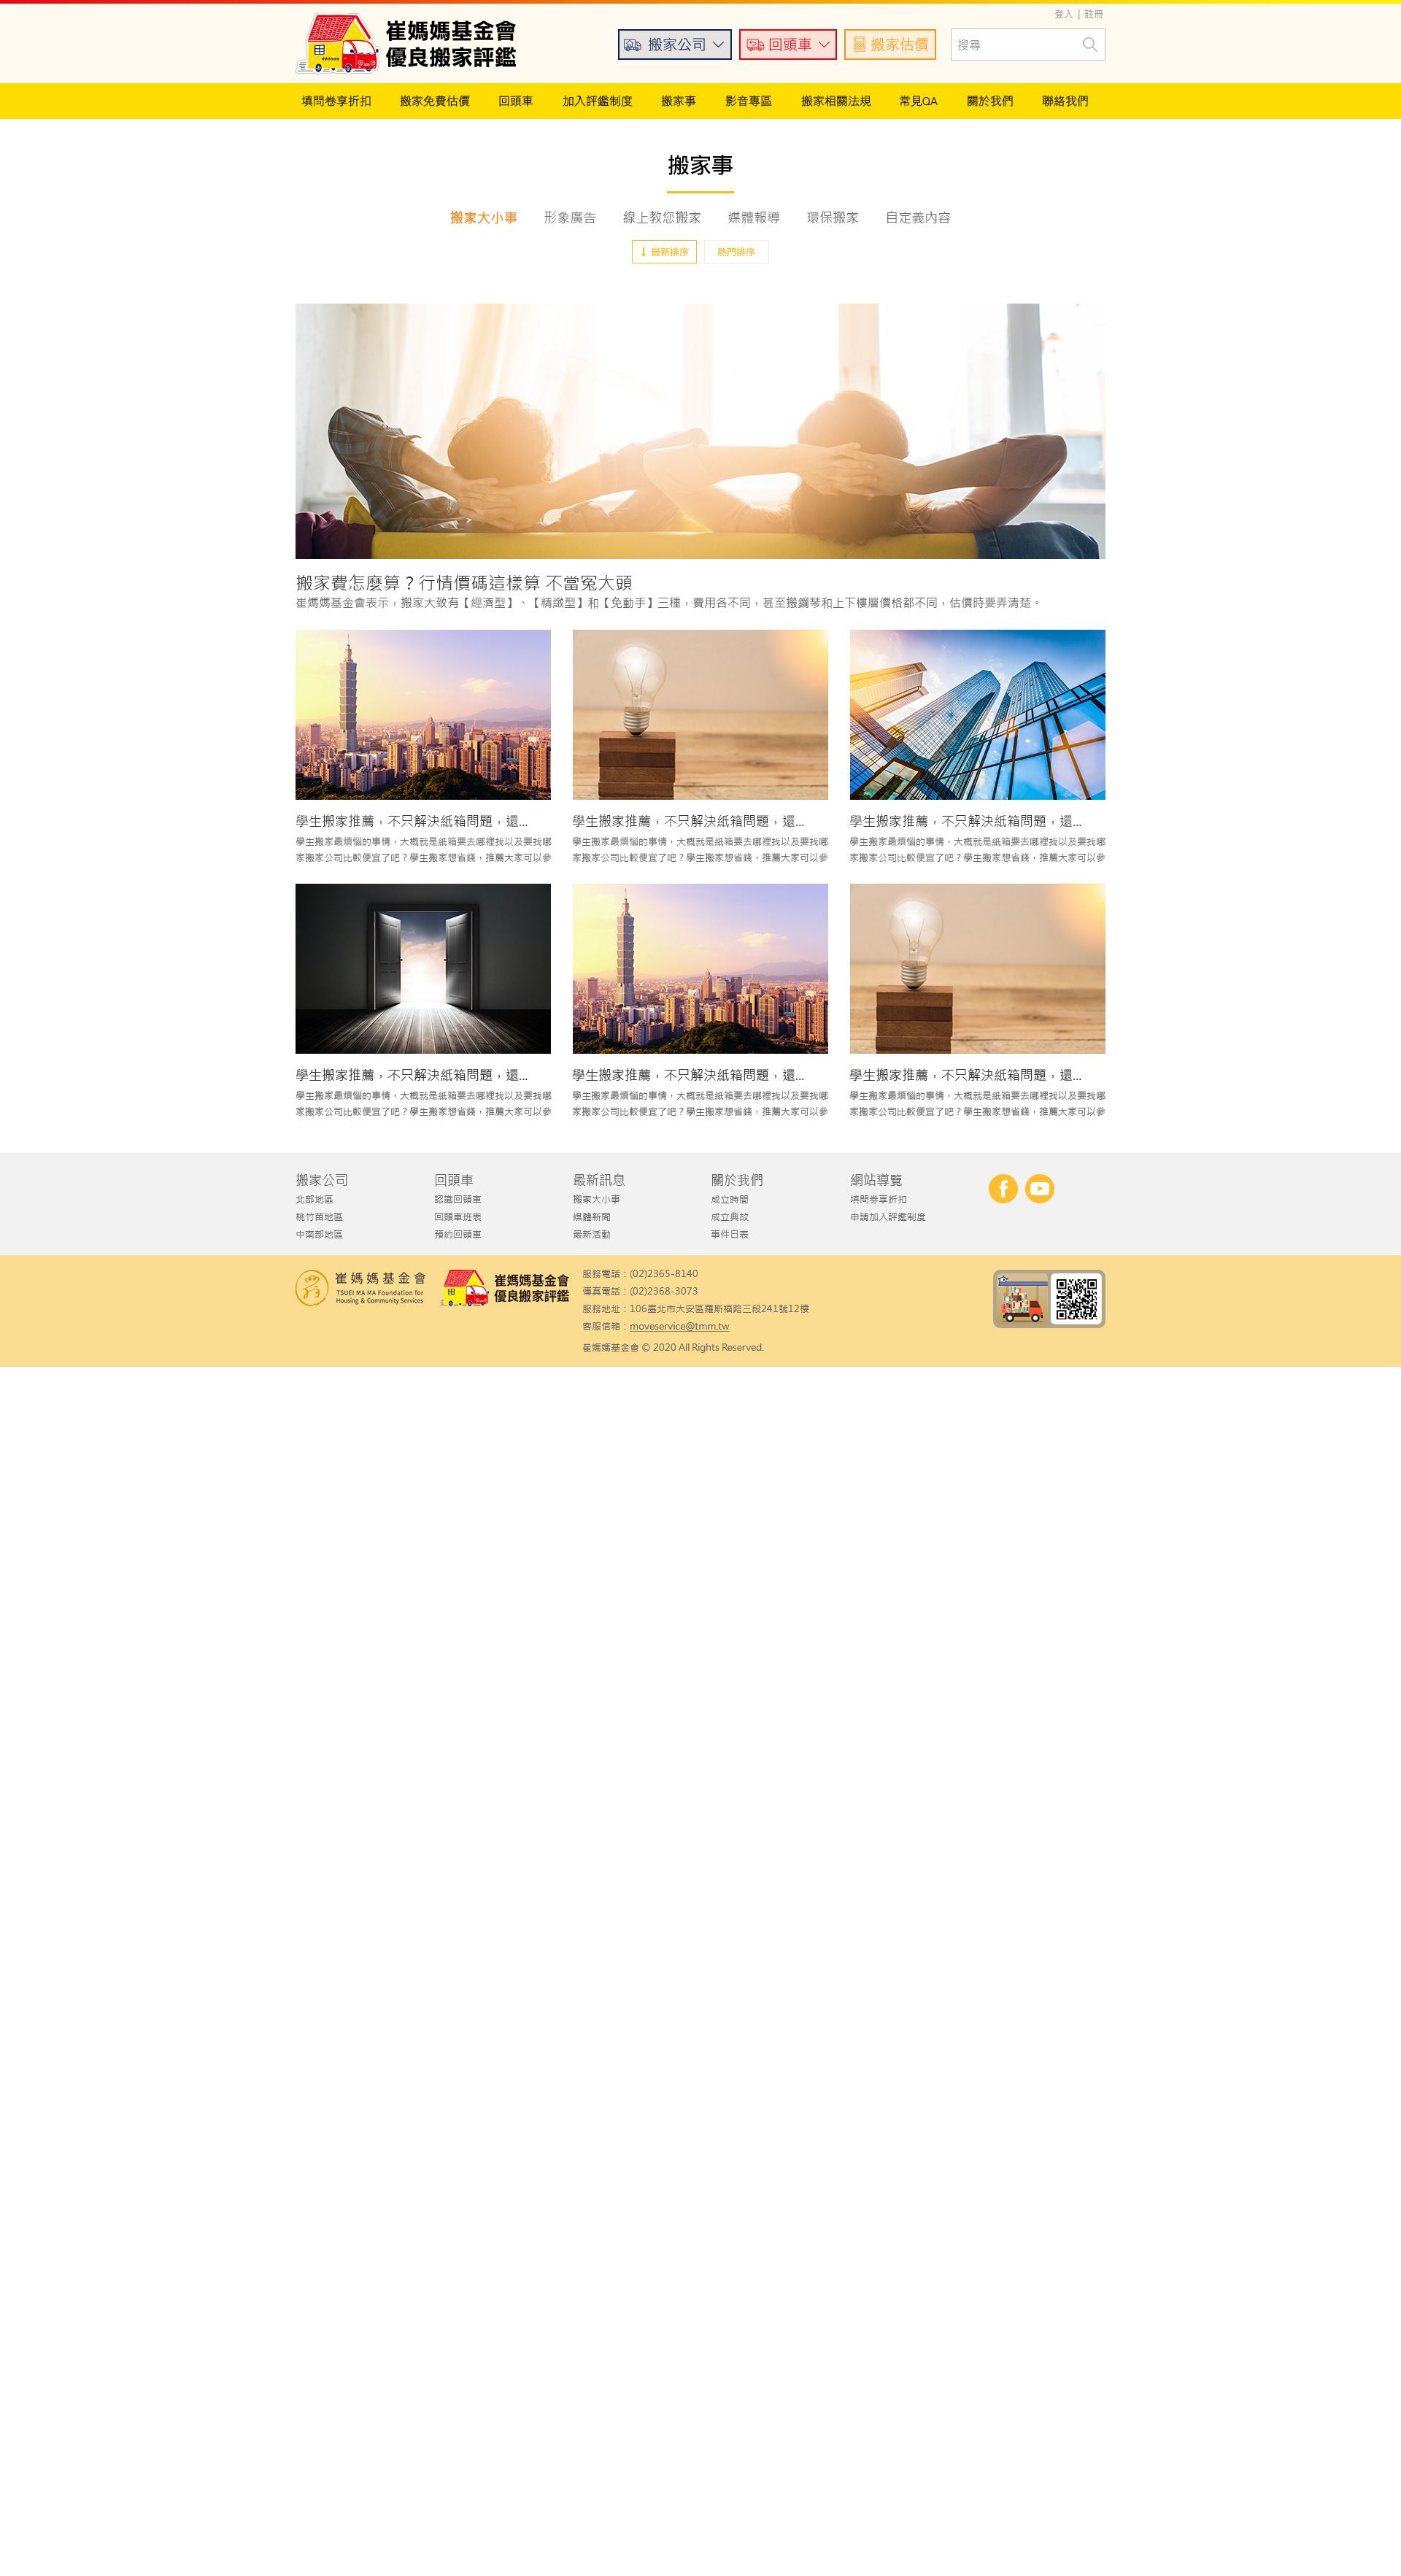 登入 | 註冊
崔媽媽基金會
優良搬家評鑑
搬家公司 回頭車 搬家估價 搜尋
填問卷享折扣 搬家免費估價 回頭車 加入評鑑制度 搬家事 影音專區 搬家相關法規 常見QA 關於我們 聯絡我們
搬家事
搬家大小事 形象廣告 線上教您搬家 媒體報導 環保搬家 自定義內容
最新排序 熱門排序
搬家費怎麼算？行情價碼這樣算 不當冤大頭
崔媽媽基金會表示，搬家大致有【經濟型】、【精緻型】和【免動手】三種，費用各不同，甚至搬鋼琴和上下樓層價格都不同，估價時要弄清楚。
學生搬家推薦，不只解決紙箱問題，還...
學生搬家最煩惱的事情，大概就是紙箱要去哪裡找以及要找哪
家搬家公司比較便宜了吧？學生搬家想省錢，推薦大家可以參
學生搬家推薦，不只解決紙箱問題，還...
學生搬家最煩惱的事情，大概就是紙箱要去哪裡找以及要找哪
家搬家公司比較便宜了吧？學生搬家想省錢，推薦大家可以參
學生搬家推薦，不只解決紙箱問題，還...
學生搬家最煩惱的事情，大概就是紙箱要去哪裡找以及要找哪
家搬家公司比較便宜了吧？學生搬家想省錢，推薦大家可以參
學生搬家推薦，不只解決紙箱問題，還...
學生搬家最煩惱的事情，大概就是紙箱要去哪裡找以及要找哪
家搬家公司比較便宜了吧？學生搬家想省錢，推薦大家可以參
學生搬家推薦，不只解決紙箱問題，還...
學生搬家最煩惱的事情，大概就是紙箱要去哪裡找以及要找哪
家搬家公司比較便宜了吧？學生搬家想省錢，推薦大家可以參
學生搬家推薦，不只解決紙箱問題，還...
學生搬家最煩惱的事情，大概就是紙箱要去哪裡找以及要找哪
家搬家公司比較便宜了吧？學生搬家想省錢，推薦大家可以參
搬家公司
北部地區
桃竹苗地區
中南部地區
回頭車
認識回頭車
回頭車班表
預約回頭車
最新訊息
搬家大小事
媒體新聞
最新活動
關於我們
成立時間
成立典故
事件日表
網站導覽
填問券享折扣
申請加入評鑑制度
崔媽媽基金會
TSUEI MA MA Foundation for
Housing & Community Services
崔媽媽基金會
優良搬家評鑑
服務電話：(02)2365-8140
傳真電話：(02)2368-3073
服務地址：106臺北市大安區羅斯福路三段241號12樓
客服信箱：moveservice@tmm.tw
崔媽媽基金會 © 2020 All Rights Reserved.